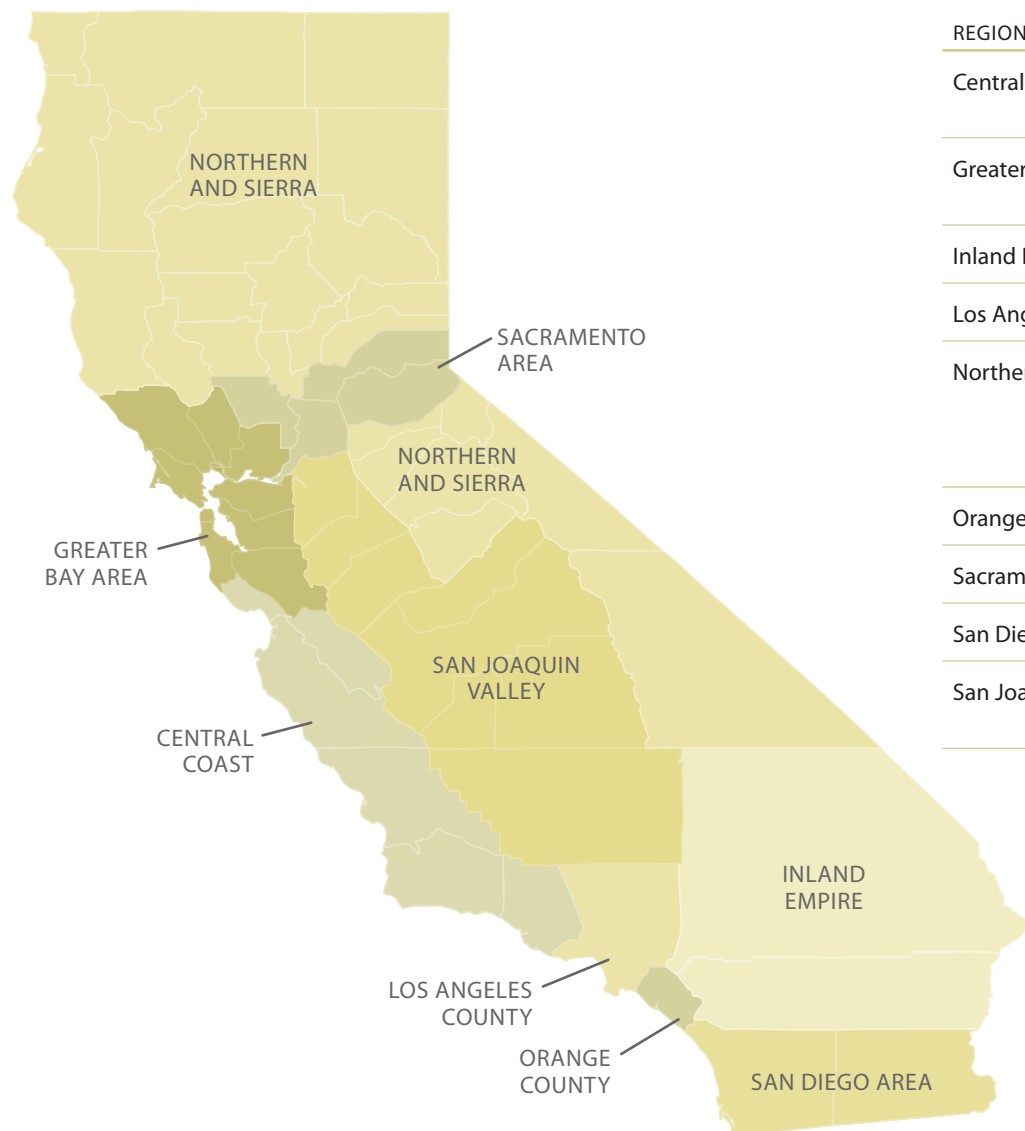 NORTHERN
AND SIERRA
SACRAMENTO
AREA
NORTHERN
AND SIERRA
GREATER
BAY AREA
SAN JOAQUIN
VALLEY
CENTRAL
COAST
INLAND
EMPIRE
LOS ANGELES
COUNTY
ORANGE
COUNTY
SAN DIEGO AREA
REGION
Central
Greater
Inland
Los Ang
Norther
Orange
Sacram
San Die
San Joa